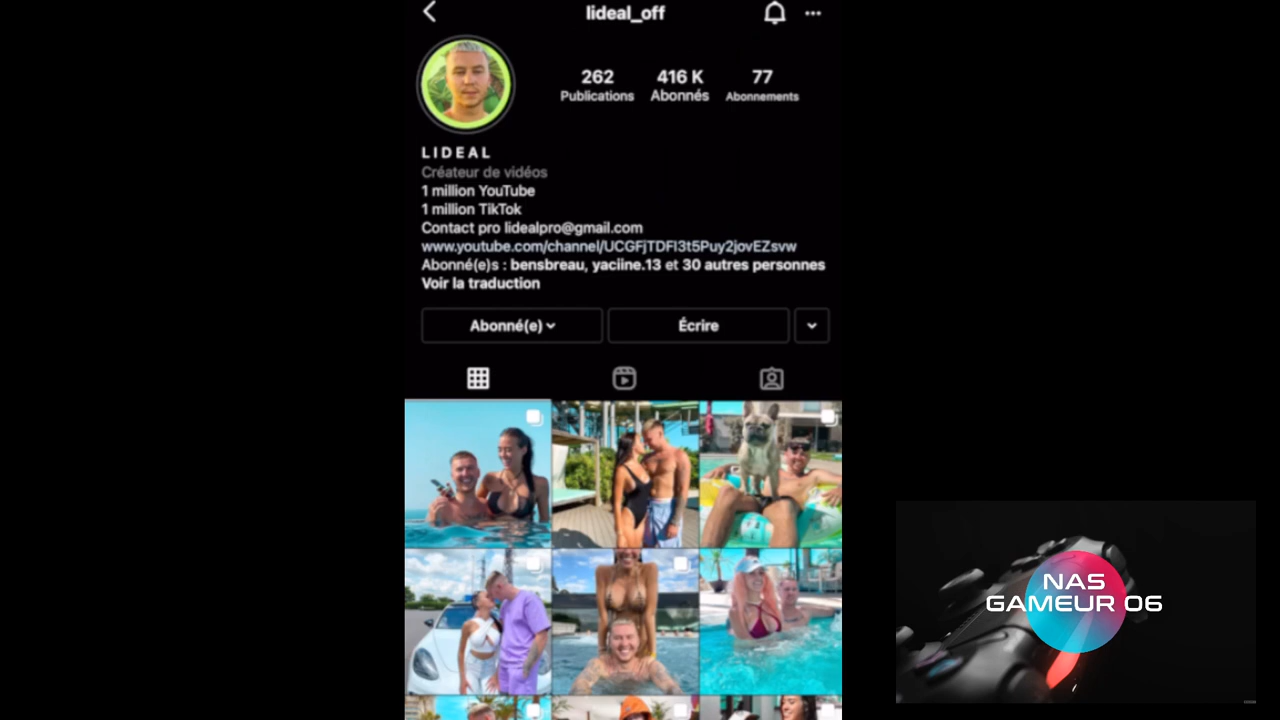 lideal_off
262
Publications
416 K
Abonnés
77
Abonnements
LIDEAL
Créateur de vidéos
1 million YouTube
1 million TikTok
Contact pro lidealpro@gmail.com
www.youtube.com/channel/UCGFjTDFl3t5Puy2jovEZsvw
Abonné(e)s : bensbreau, yaciine.13 et 30 autres personnes
Voir la traduction
Abonné(e)
Écrire
NAS
GAMEUR 06